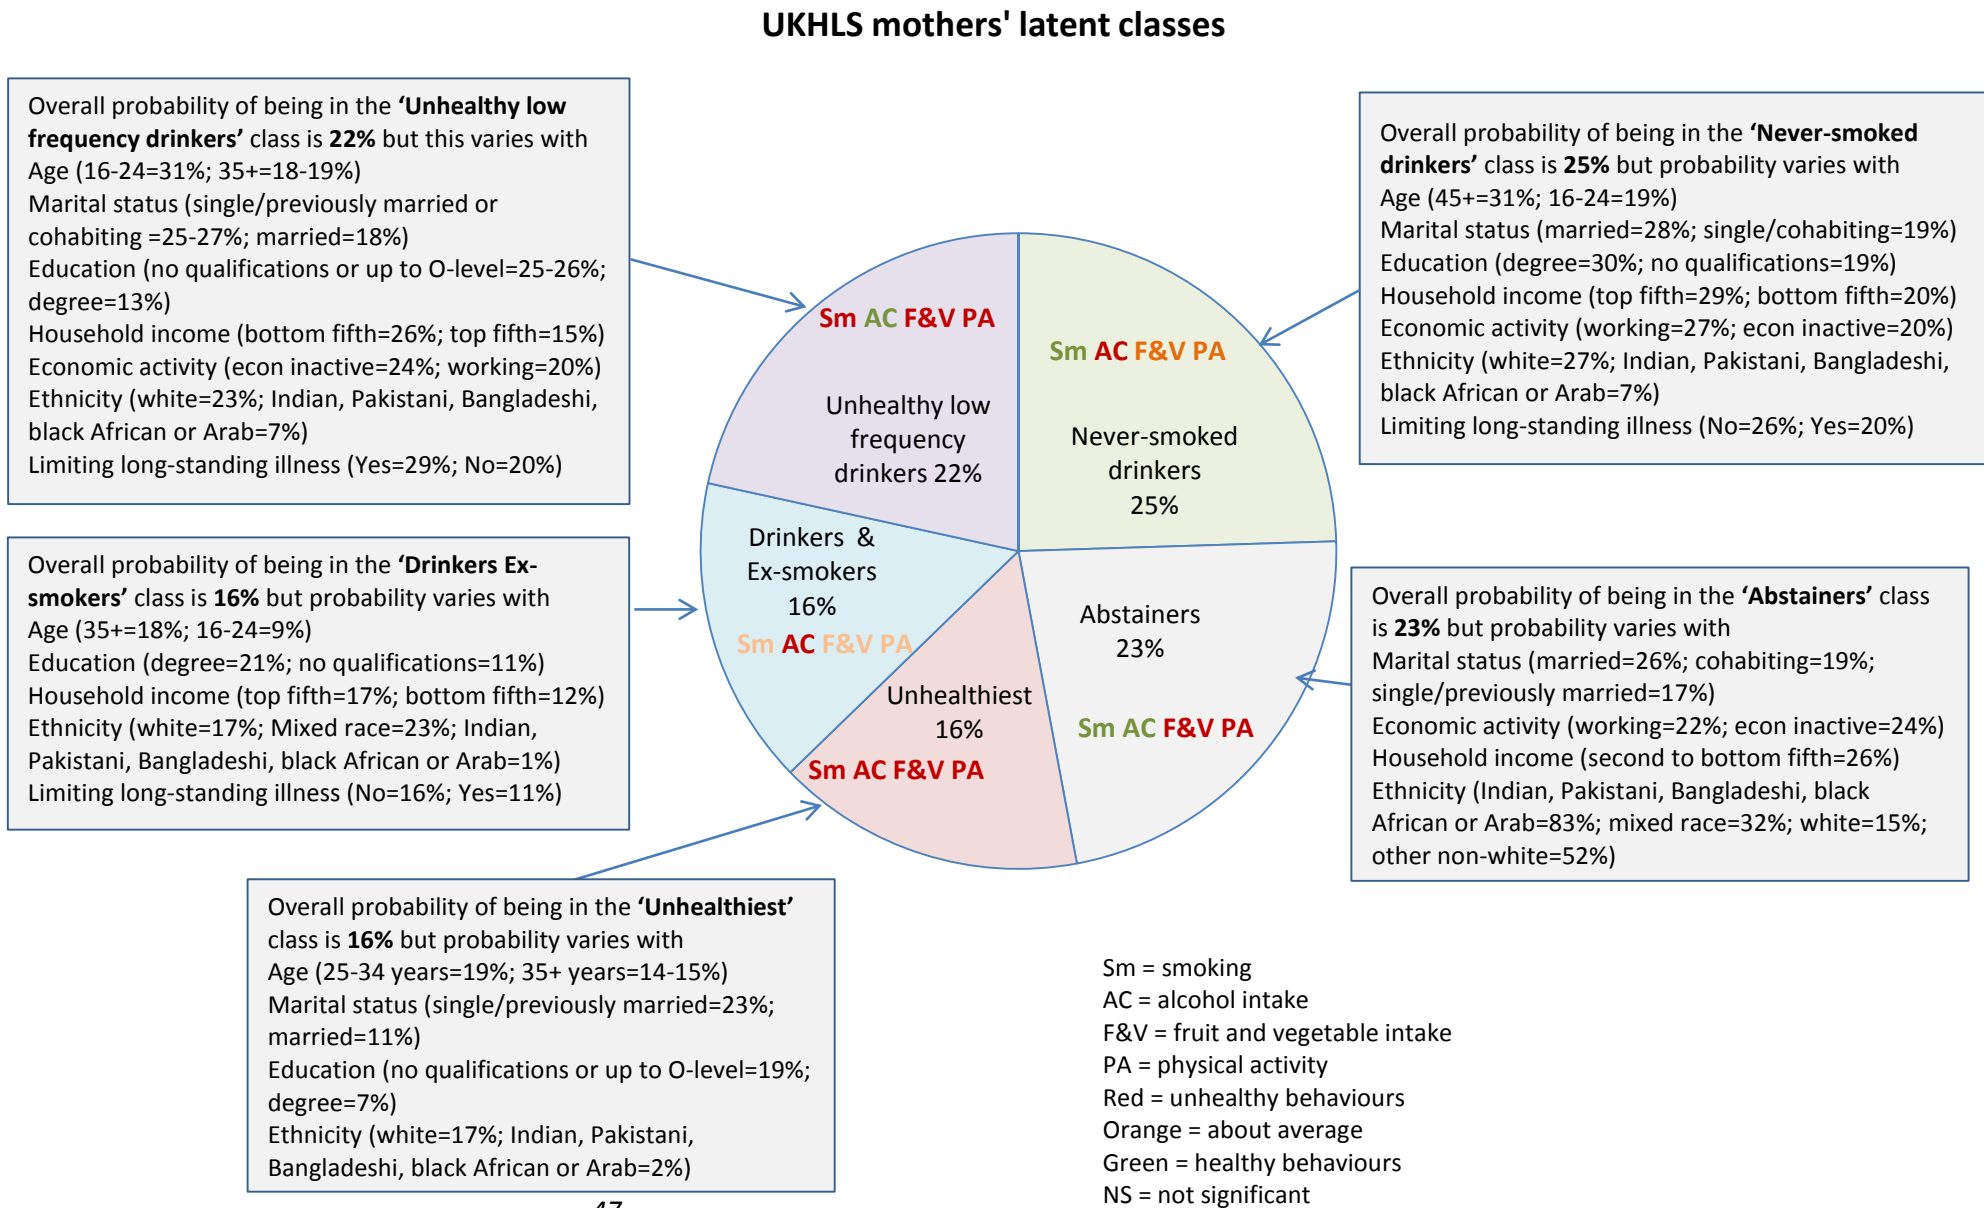 UKHLS mothers' latent classes
Overall probability of being in the ‘Unhealthy low
frequency drinkers’ class is 22% but this varies with
Age (16-24=31%; 35+=18-19%)
Marital status (single/previously married or
cohabiting =25-27%; married=18%)
Education (no qualifications or up to O-level=25-26%;
degree=13%)
Household income (bottom fifth=26%; top fifth=15%)
Economic activity (econ inactive=24%; working=20%)
Ethnicity (white=23%; Indian, Pakistani, Bangladeshi,
black African or Arab=7%)
Limiting long-standing illness (Yes=29%; No=20%)
Overall probability of being in the ‘Never-smoked
drinkers’ class is 25% but probability varies with
Age (45+=31%; 16-24=19%)
Marital status (married=28%; single/cohabiting=19%)
Education (degree=30%; no qualifications=19%)
Household income (top fifth=29%; bottom fifth=20%)
Economic activity (working=27%; econ inactive=20%)
Ethnicity (white=27%; Indian, Pakistani, Bangladeshi,
black African or Arab=7%)
Limiting long-standing illness (No=26%; Yes=20%)
Sm AC F&V PA
Unhealthy low
frequency
drinkers 22%
Sm AC F&V PA
Never-smoked
drinkers
25%
Overall probability of being in the ‘Drinkers Ex-
smokers’ class is 16% but probability varies with
Age (35+=18%; 16-24=9%)
Education (degree=21%; no qualifications=11%)
Household income (top fifth=17%; bottom fifth=12%)
Ethnicity (white=17%; Mixed race=23%; Indian,
Pakistani, Bangladeshi, black African or Arab=1%)
Limiting long-standing illness (No=16%; Yes=11%)
Drinkers &
Ex-smokers
16%
Sm AC F&V PA
Abstainers
23%
Sm AC F&V PA
Unhealthiest
16%
Sm AC F&V PA
Overall probability of being in the ‘Abstainers’ class
is 23% but probability varies with
Marital status (married=26%; cohabiting=19%;
single/previously married=17%)
Economic activity (working=22%; econ inactive=24%)
Household income (second to bottom fifth=26%)
Ethnicity (Indian, Pakistani, Bangladeshi, black
African or Arab=83%; mixed race=32%; white=15%;
other non-white=52%)
Overall probability of being in the ‘Unhealthiest’
class is 16% but probability varies with
Age (25-34 years=19%; 35+ years=14-15%)
Marital status (single/previously married=23%;
married=11%)
Education (no qualifications or up to O-level=19%;
degree=7%)
Ethnicity (white=17%; Indian, Pakistani,
Bangladeshi, black African or Arab=2%)
Sm = smoking
AC = alcohol intake
F&V = fruit and vegetable intake
PA = physical activity
Red = unhealthy behaviours
Orange = about average
Green = healthy behaviours
NS = not significant